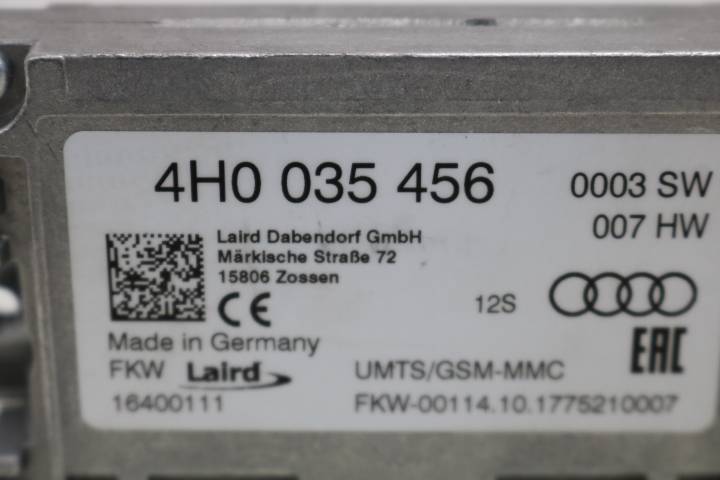 4H0 035 456
0003 SW
007 HW
Laird Dabendorf GmbH
Märkische Straße 72
15806 Zossen
CE
12S
Made in Germany
EAC
FKW Laird
UMTS/GSM-MMC
16400111
FKW-00114.10.1775210007